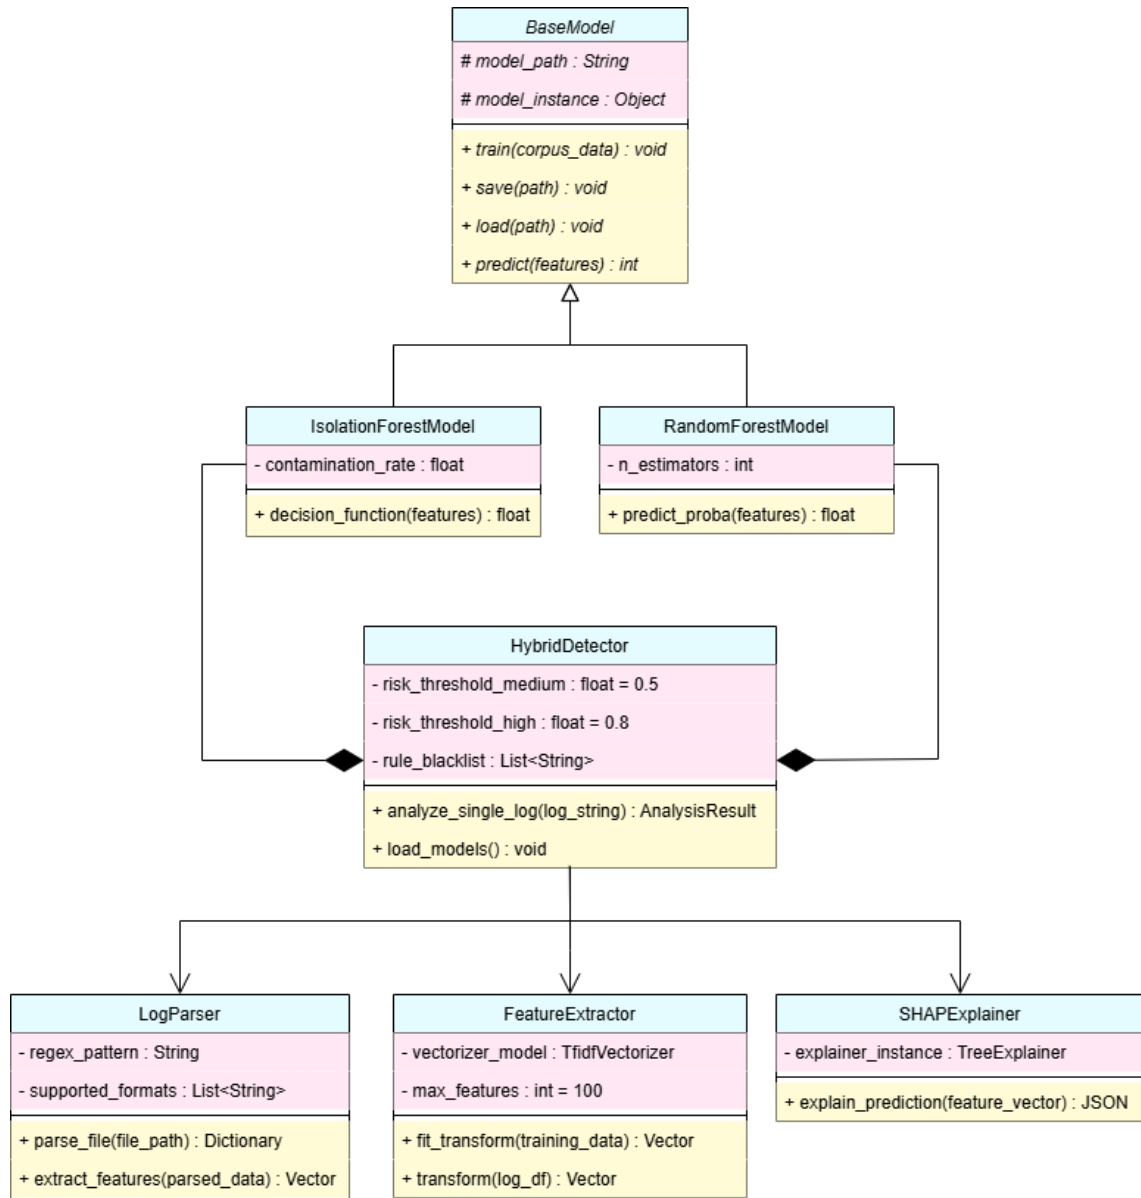 BaseModel
# model_path : String
# model_instance : Object
+ train(corpus_data) : void
+ save(path) : void
+ load(path) : void
+ predict(features) : int
IsolationForestModel
- contamination_rate : float
+ decision_function(features) : float
RandomForestModel
- n_estimators : int
+ predict_proba(features) : float
HybridDetector
- risk_threshold_medium : float = 0.5
- risk_threshold_high : float = 0.8
- rule_blacklist : List<String>
+ analyze_single_log(log_string) : AnalysisResult
+ load_models() : void
LogParser
- regex_pattern : String
- supported_formats : List<String>
+ parse_file(file_path) : Dictionary
+ extract_features(parsed_data) : Vector
FeatureExtractor
- vectorizer_model : TfidfVectorizer
- max_features : int = 100
+ fit_transform(training_data) : Vector
+ transform(log_df) : Vector
SHAPExplainer
- explainer_instance : TreeExplainer
+ explain_prediction(feature_vector) : JSON